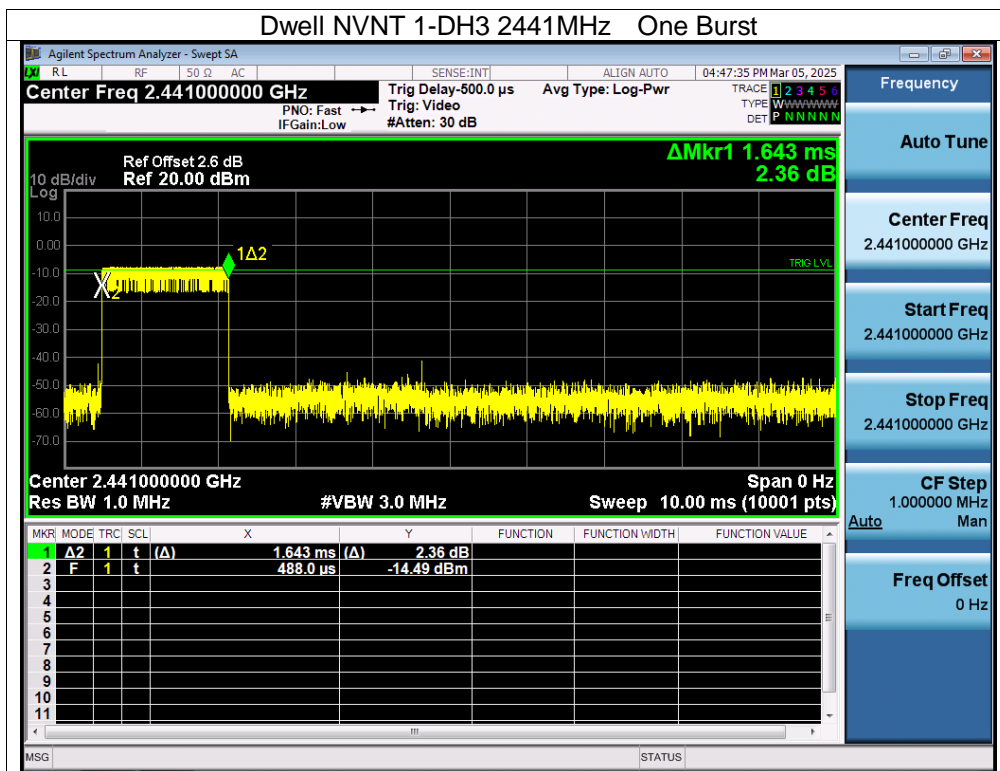 Dwell NVNT 1-DH3 2441MHz One Burst
Agilent Spectrum Analyzer - Swept SA
LXI RL RF 50 Ω AC SENSE:INT ALIGN AUTO 04:47:35 PM Mar 05, 2025
Center Freq 2.441000000 GHz
PNO: Fast
IFGain:Low
Trig Delay-500.0 µs
Trig: Video
#Atten: 30 dB
Avg Type: Log-Pwr
TRACE 1 2 3 4 5 6
TYPE WWWWWW
DET P N N N N N
Ref Offset 2.6 dB
10 dB/div Ref 20.00 dBm
Log
ΔMkr1 1.643 ms
2.36 dB
10.0
0.00
-10.0
-20.0
-30.0
-40.0
-50.0
-60.0
-70.0
1Δ2
X2
TRIG LVL
Center 2.441000000 GHz Span 0 Hz
Res BW 1.0 MHz #VBW 3.0 MHz Sweep 10.00 ms (10001 pts)
MKR MODE TRC SCL X Y FUNCTION FUNCTION WIDTH FUNCTION VALUE
1 Δ2 1 t (Δ) 1.643 ms (Δ) 2.36 dB
2 F 1 t 488.0 µs -14.49 dBm
3
4
5
6
7
8
9
10
11
MSG STATUS
Frequency
Auto Tune
Center Freq
2.441000000 GHz
Start Freq
2.441000000 GHz
Stop Freq
2.441000000 GHz
CF Step
1.000000 MHz
Auto Man
Freq Offset
0 Hz